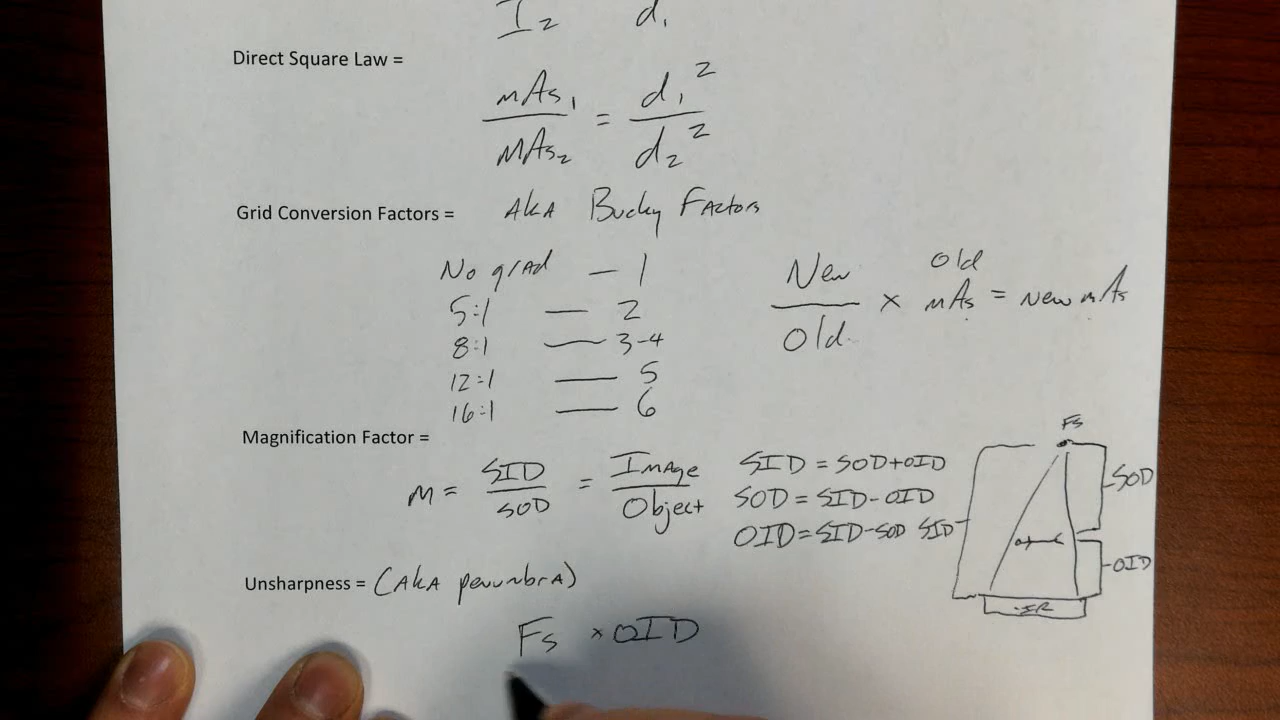 I₂ d₁
Direct Square Law =
mAs₁ / MAs₂ = d₁² / d₂²
Grid Conversion Factors = AKA Bucky Factors
No grad — 1
5:1 — 2
8:1 — 3-4
12:1 — 5
16:1 — 6
New / Old × Old mAs = New mAs
Magnification Factor =
M = SID / SOD = Image / Object
SID = SOD + OID
SOD = SID - OID
OID = SID - SOD
FS
SOD
SID
OID
IR
Unsharpness = (AKA penumbra)
Fs × OID